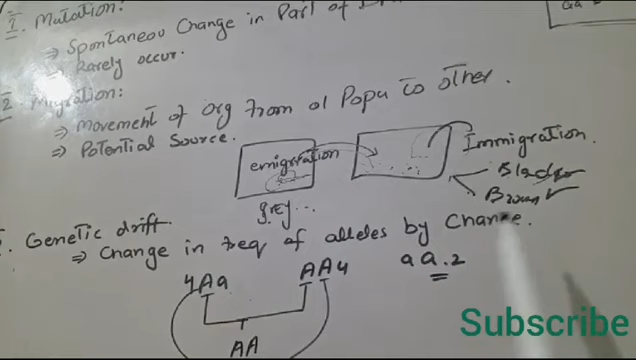 1. Mutation:
⇒ Spontaneou Change in Part of
⇒ Rarely occur.
2. Migration:
⇒ Movement of Org from o1 Popu to other.
⇒ Potential Source.
emigration
Immigration.
Black
Brown ✓
grey...
Genetic drift
⇒ Change in freq of alleles by Chance.
4Aa AA4 aa.2
AA
Subscribe